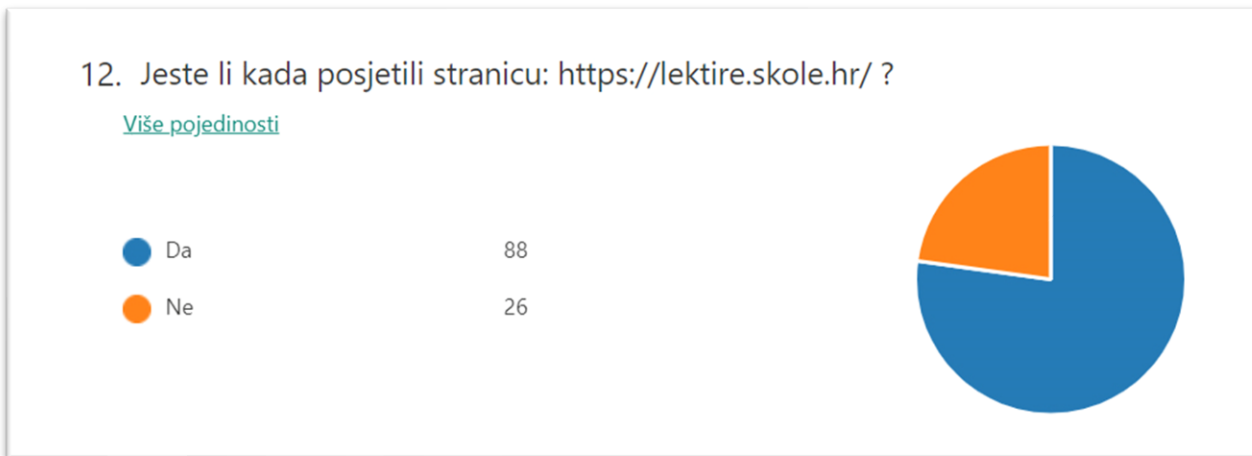 12. Jeste li kada posjetili stranicu: https://lektire.skole.hr/ ?
Više pojedinosti
Da 88
Ne 26